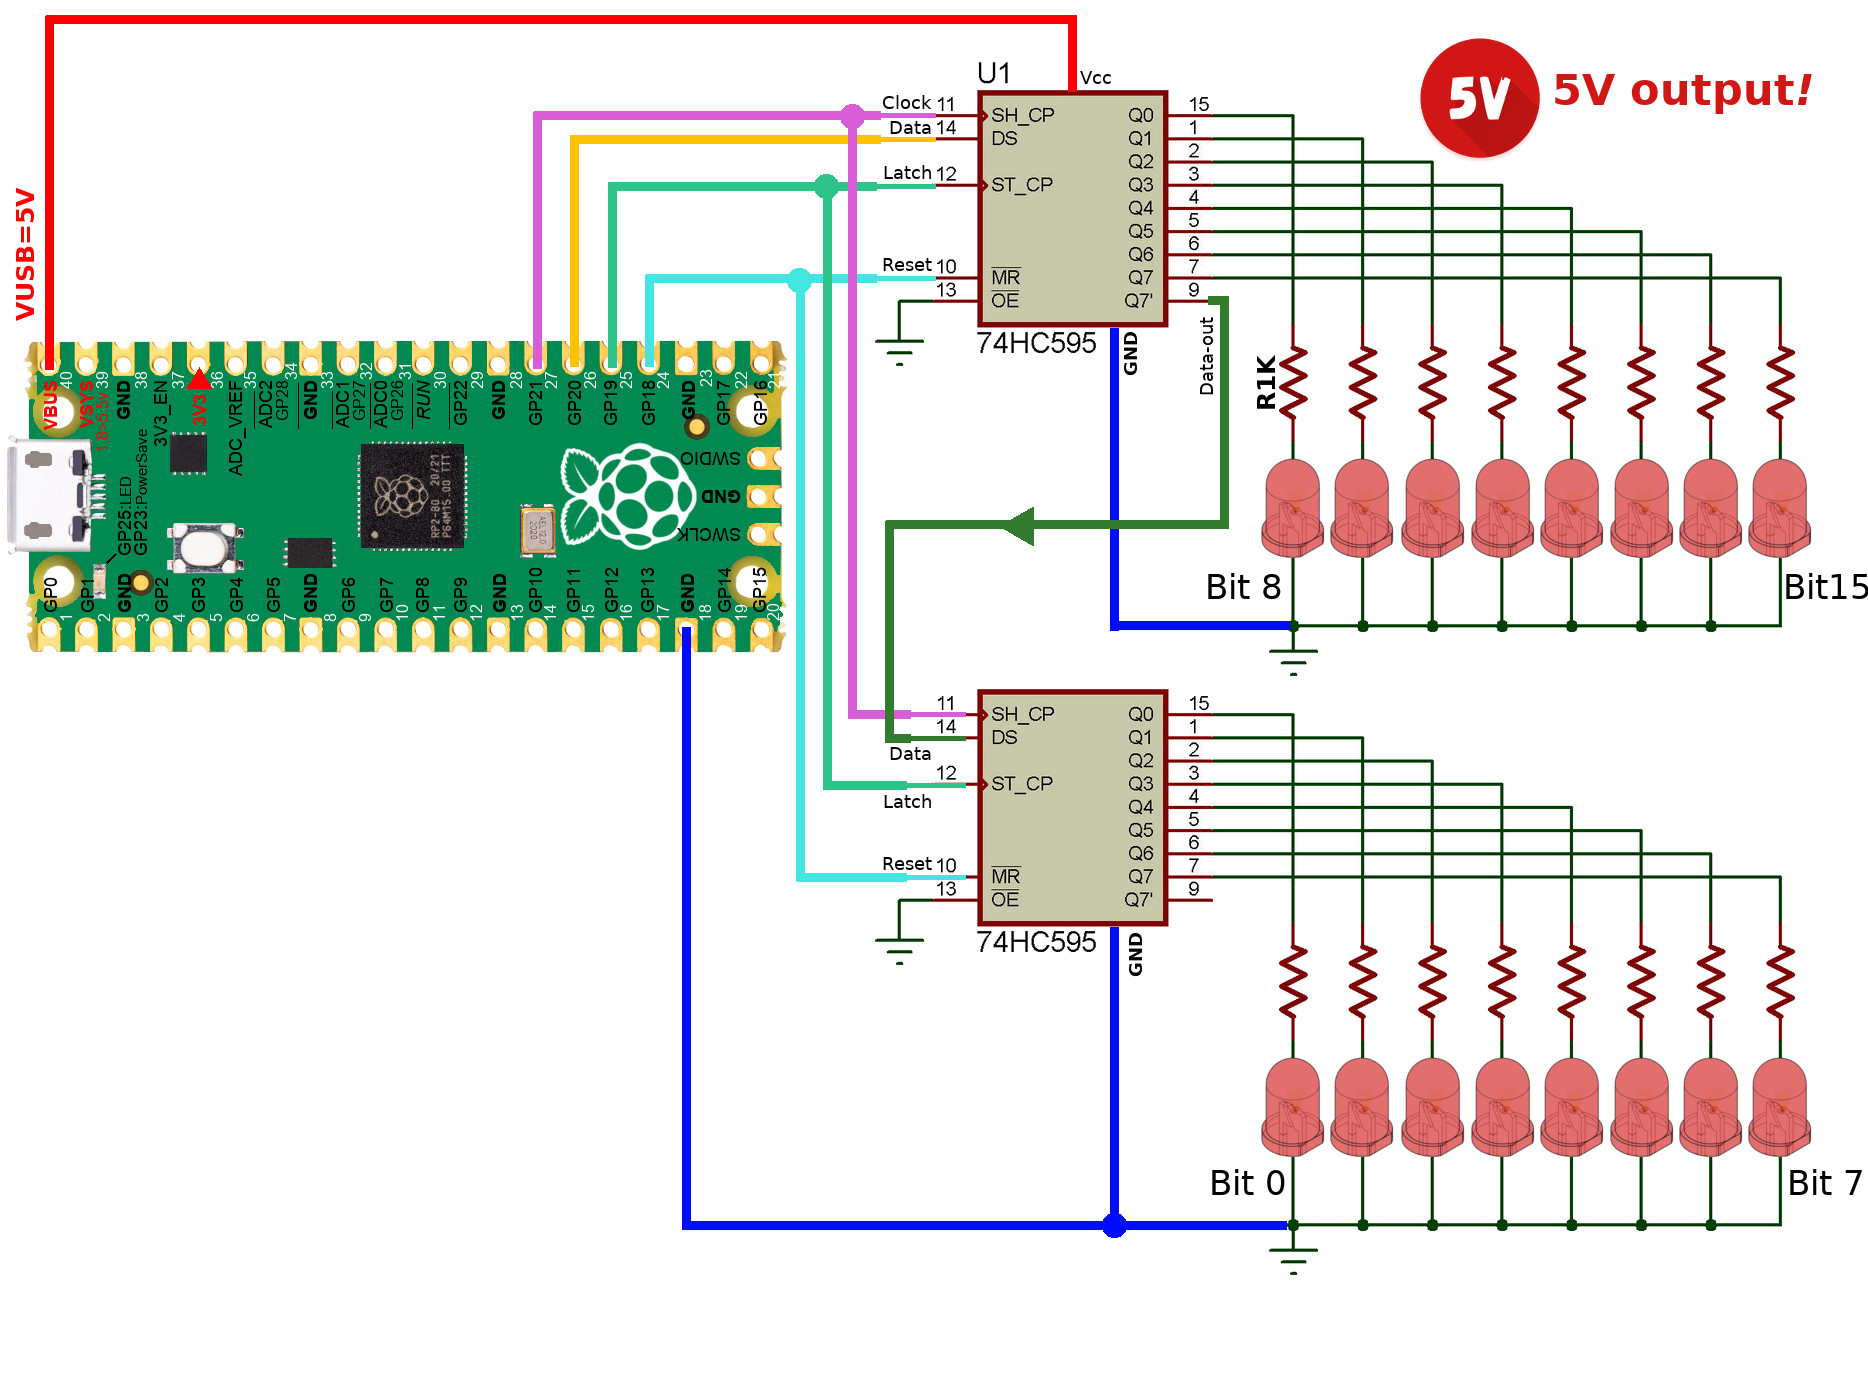 5V
5V output!
VUSB=5V
U1
Vcc
Clock 11 SH_CP Q0 15
Data 14 DS Q1 1
Q2 2
Latch 12 ST_CP Q3 3
Q4 4
Q5 5
Q6 6
Reset 10 MR Q7 7
13 OE Q7' 9
74HC595
GND
Data-out
R1K
VBUS 40
VSYS 39
1.8>5.5v
GND 38
3V3_EN 37
3V3 36
ADC_VREF 35
ADC2 GP28 34
GND 33
ADC1 GP27 32
ADC0 GP26 31
RUN 30
GP22 29
GND 28
GP21 27
GP20 26
GP19 25
GP18 24
GND 23
GP17 22
GP16 21
GP25:LED
GP23:PowerSave
RP2-B0 20/21
P64M15.00 TTT
SWDIO
GND
SWCLK
GP0 1
GP1 2
GND 3
GP2 4
GP3 5
GP4 6
GP5 7
GND 8
GP6 9
GP7 10
GP8 11
GP9 12
GND 13
GP10 14
GP11 15
GP12 16
GP13 17
GND 18
GP14 19
GP15 20
Bit 8
Bit15
11 SH_CP Q0 15
14 DS Q1 1
Data
Q2 2
12 ST_CP Q3 3
Latch
Q4 4
Q5 5
Q6 6
Reset 10 MR Q7 7
13 OE Q7' 9
74HC595
GND
Bit 0
Bit 7